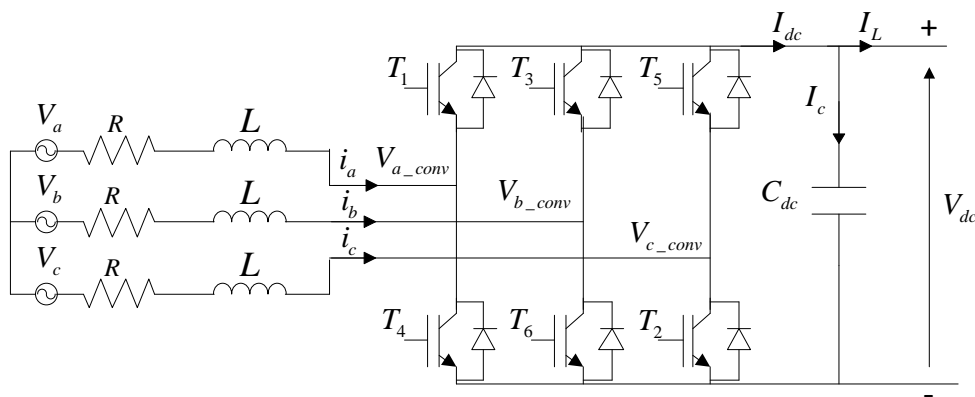 I_dc I_L +
T_1 T_3 T_5
I_c
V_a R L
i_a V_a_conv
V_b R L
i_b V_b_conv
C_dc V_dc
V_c R L
i_c V_c_conv
T_4 T_6 T_2
-